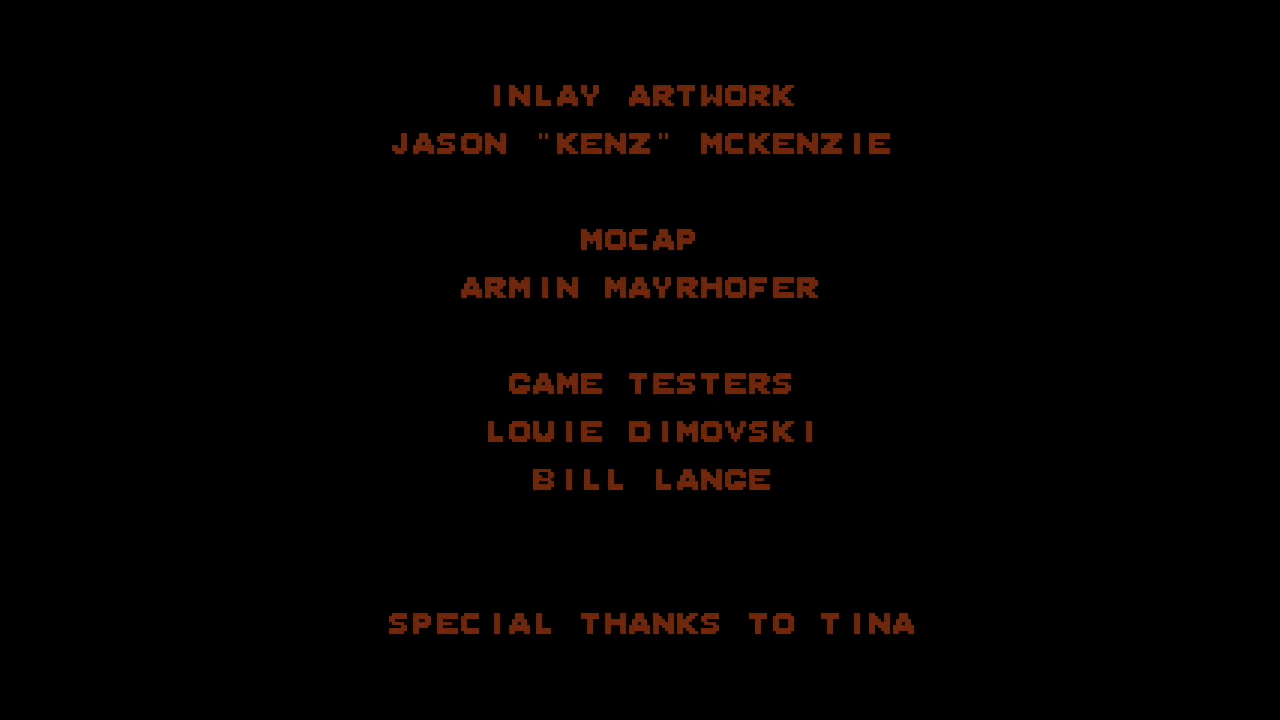 INLAY ARTWORK
JASON "KENZ" MCKENZIE
MOCAP
ARMIN MAYRHOFER
GAME TESTERS
LOUIE DIMOVSKI
BILL LANGE
SPECIAL THANKS TO TINA